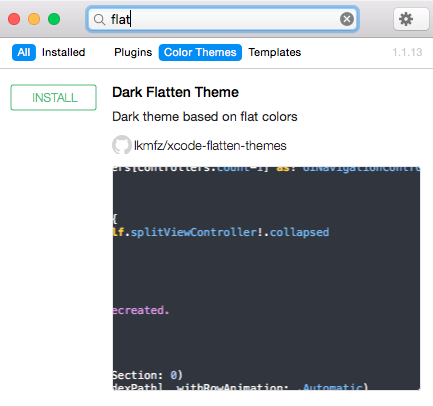 flat
All Installed Plugins Color Themes Templates 1.1.13
INSTALL
Dark Flatten Theme
Dark theme based on flat colors
lkmfz/xcode-flatten-themes
ers[controllers.count-1] as! UINavigationContro
{
lf.splitViewController!.collapsed
ecreated.
Section: 0)
dexPath], withRowAnimation: .Automatic)